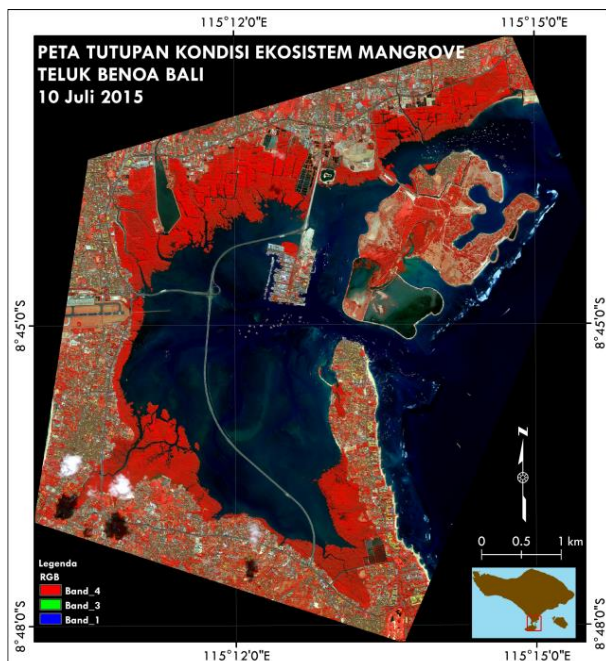 115°12'0"E 115°15'0"E
PETA TUTUPAN KONDISI EKOSISTEM MANGROVE
TELUK BENOA BALI
10 Juli 2015
8°45'0"S 8°45'0"S
N
0 0.5 1 km
Legenda
RGB
Band_4
Band_3
Band_1
8°48'0"S 8°48'0"S
115°12'0"E 115°15'0"E